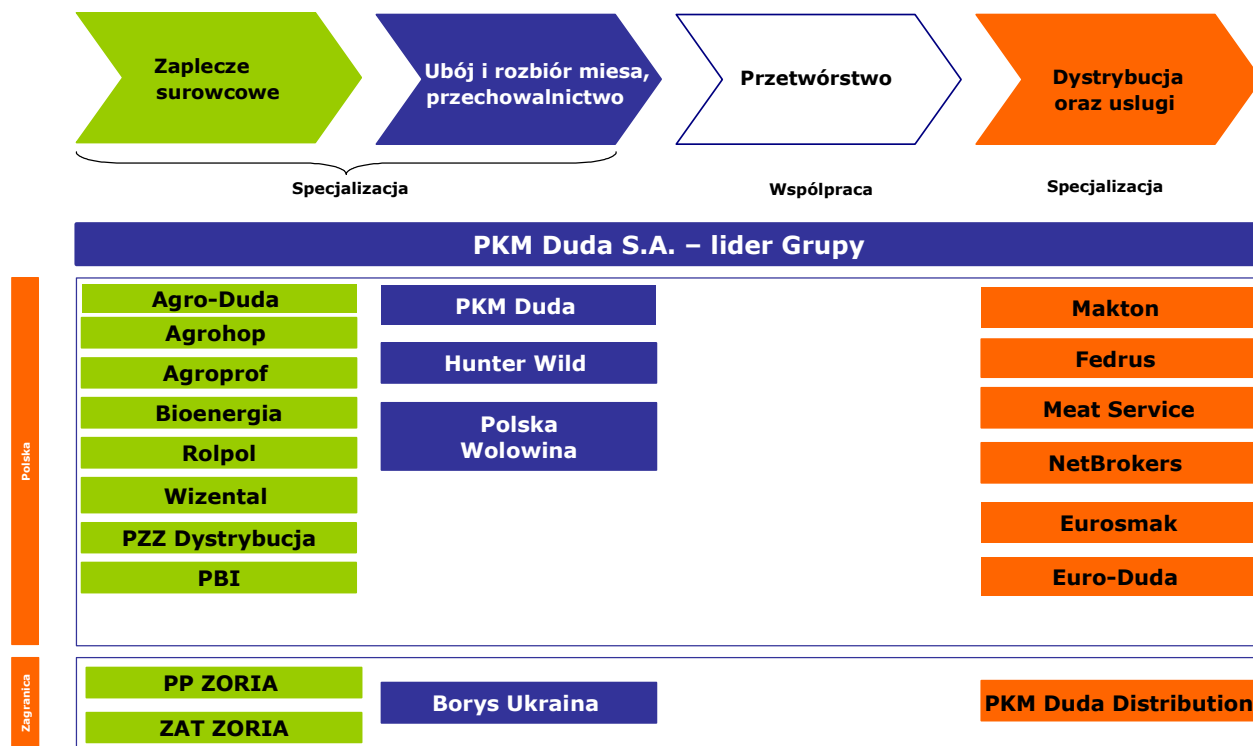 Zaplecze
surowcowe
Ubój i rozbiór miesa,
przechowalnictwo
Przetwórstwo
Dystrybucja
oraz uslugi
Specjalizacja
Wspólpraca
Specjalizacja
PKM Duda S.A. – lider Grupy
Polska
Agro-Duda
Agrohop
Agroprof
Bioenergia
Rolpol
Wizental
PZZ Dystrybucja
PBI
PKM Duda
Hunter Wild
Polska
Wolowina
Makton
Fedrus
Meat Service
NetBrokers
Eurosmak
Euro-Duda
Zagranica
PP ZORIA
ZAT ZORIA
Borys Ukraina
PKM Duda Distribution